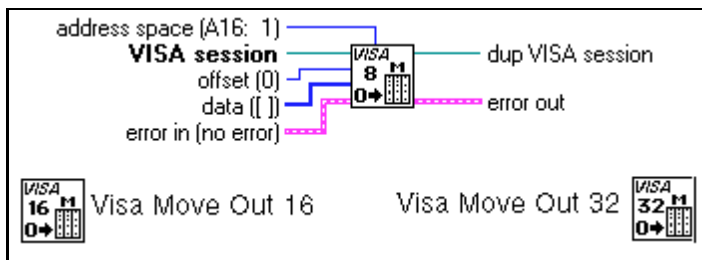 address space (A16: 1)
VISA session
offset (0)
data ([ ])
error in (no error)
VISA
8 M
0→
dup VISA session
error out
VISA
16 M
0→
Visa Move Out 16
Visa Move Out 32
VISA
32 M
0→